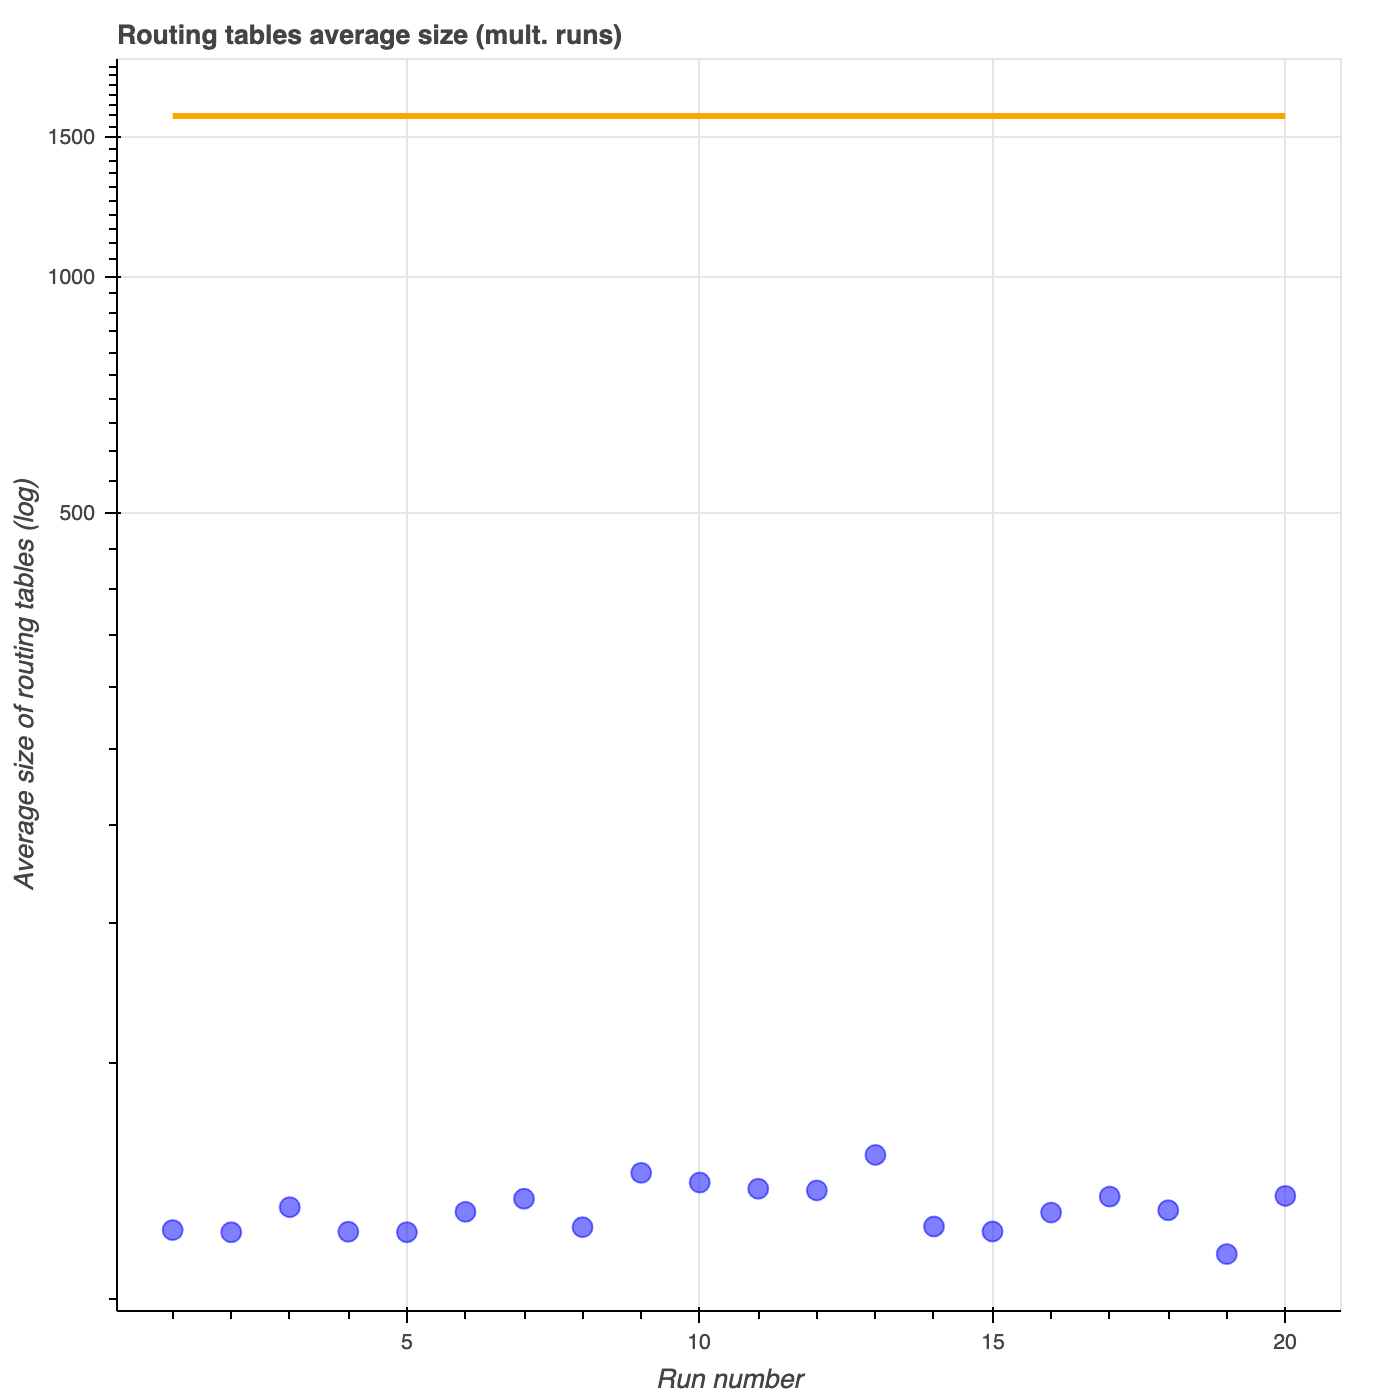 Routing tables average size (mult. runs)
1500
1000
500
Average size of routing tables (log)
5
10
15
20
Run number